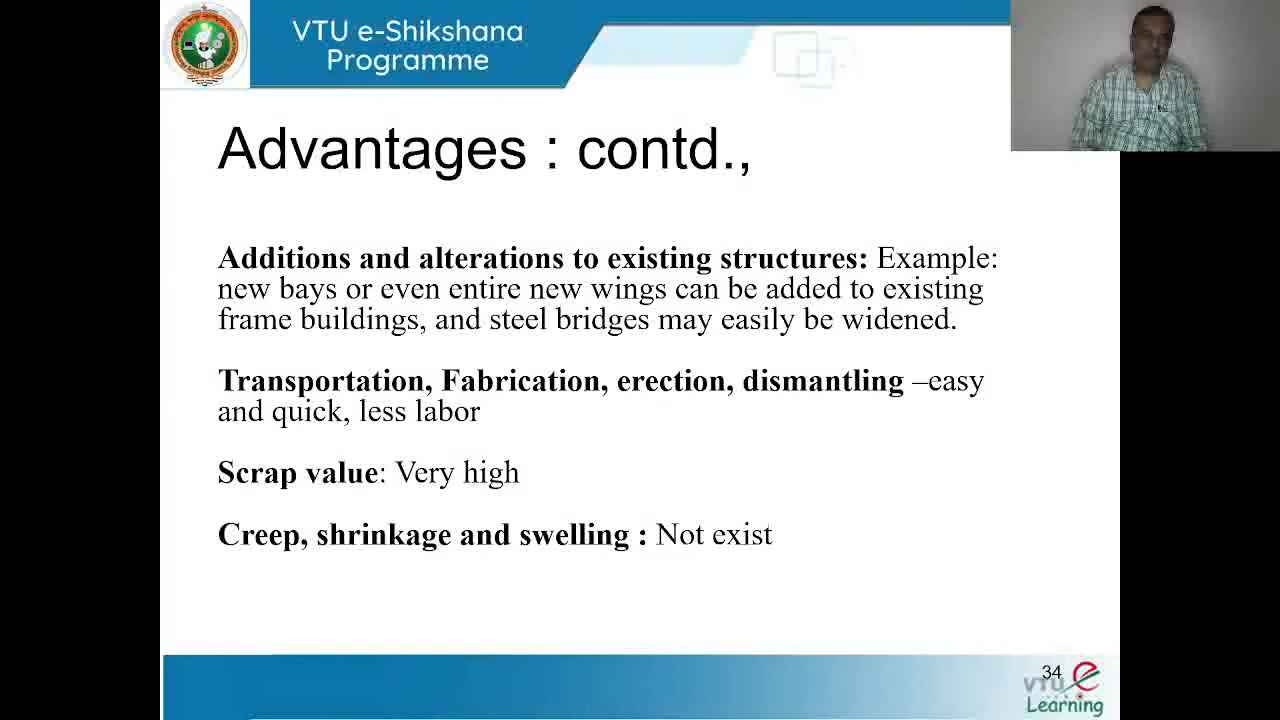 VTU e-Shikshana
Programme
Advantages : contd.,
Additions and alterations to existing structures: Example:
new bays or even entire new wings can be added to existing
frame buildings, and steel bridges may easily be widened.
Transportation, Fabrication, erection, dismantling –easy
and quick, less labor
Scrap value: Very high
Creep, shrinkage and swelling : Not exist
34
VTU e
Learning